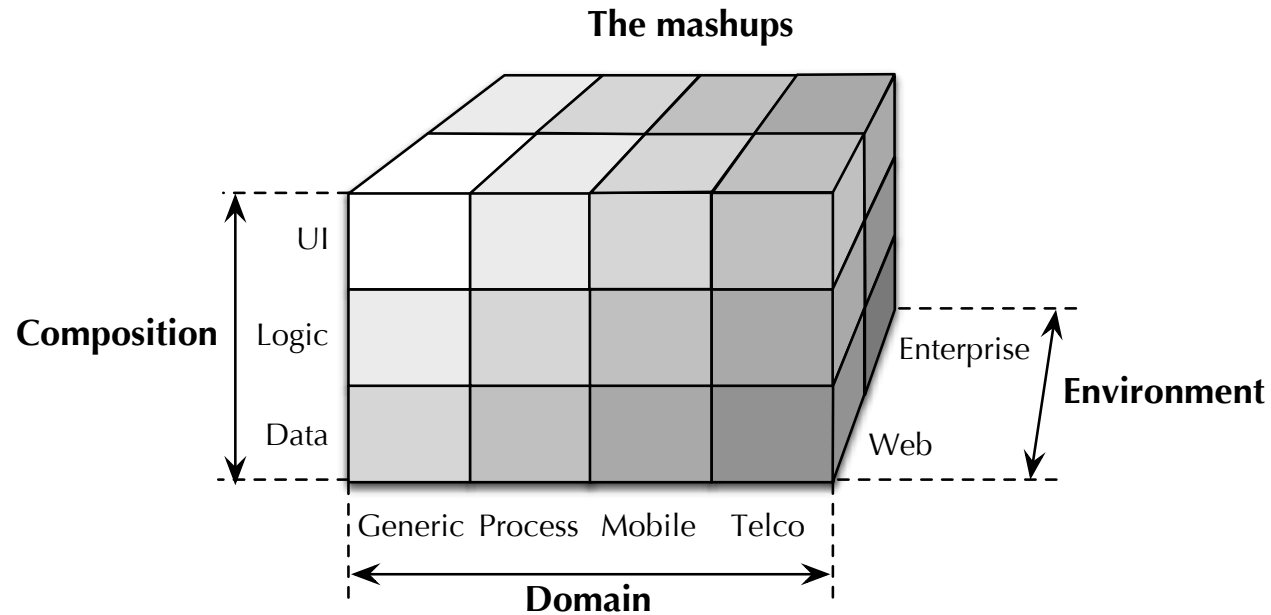 The mashups
UI
Composition
Logic
Enterprise
Environment
Data
Web
Generic Process Mobile Telco
Domain